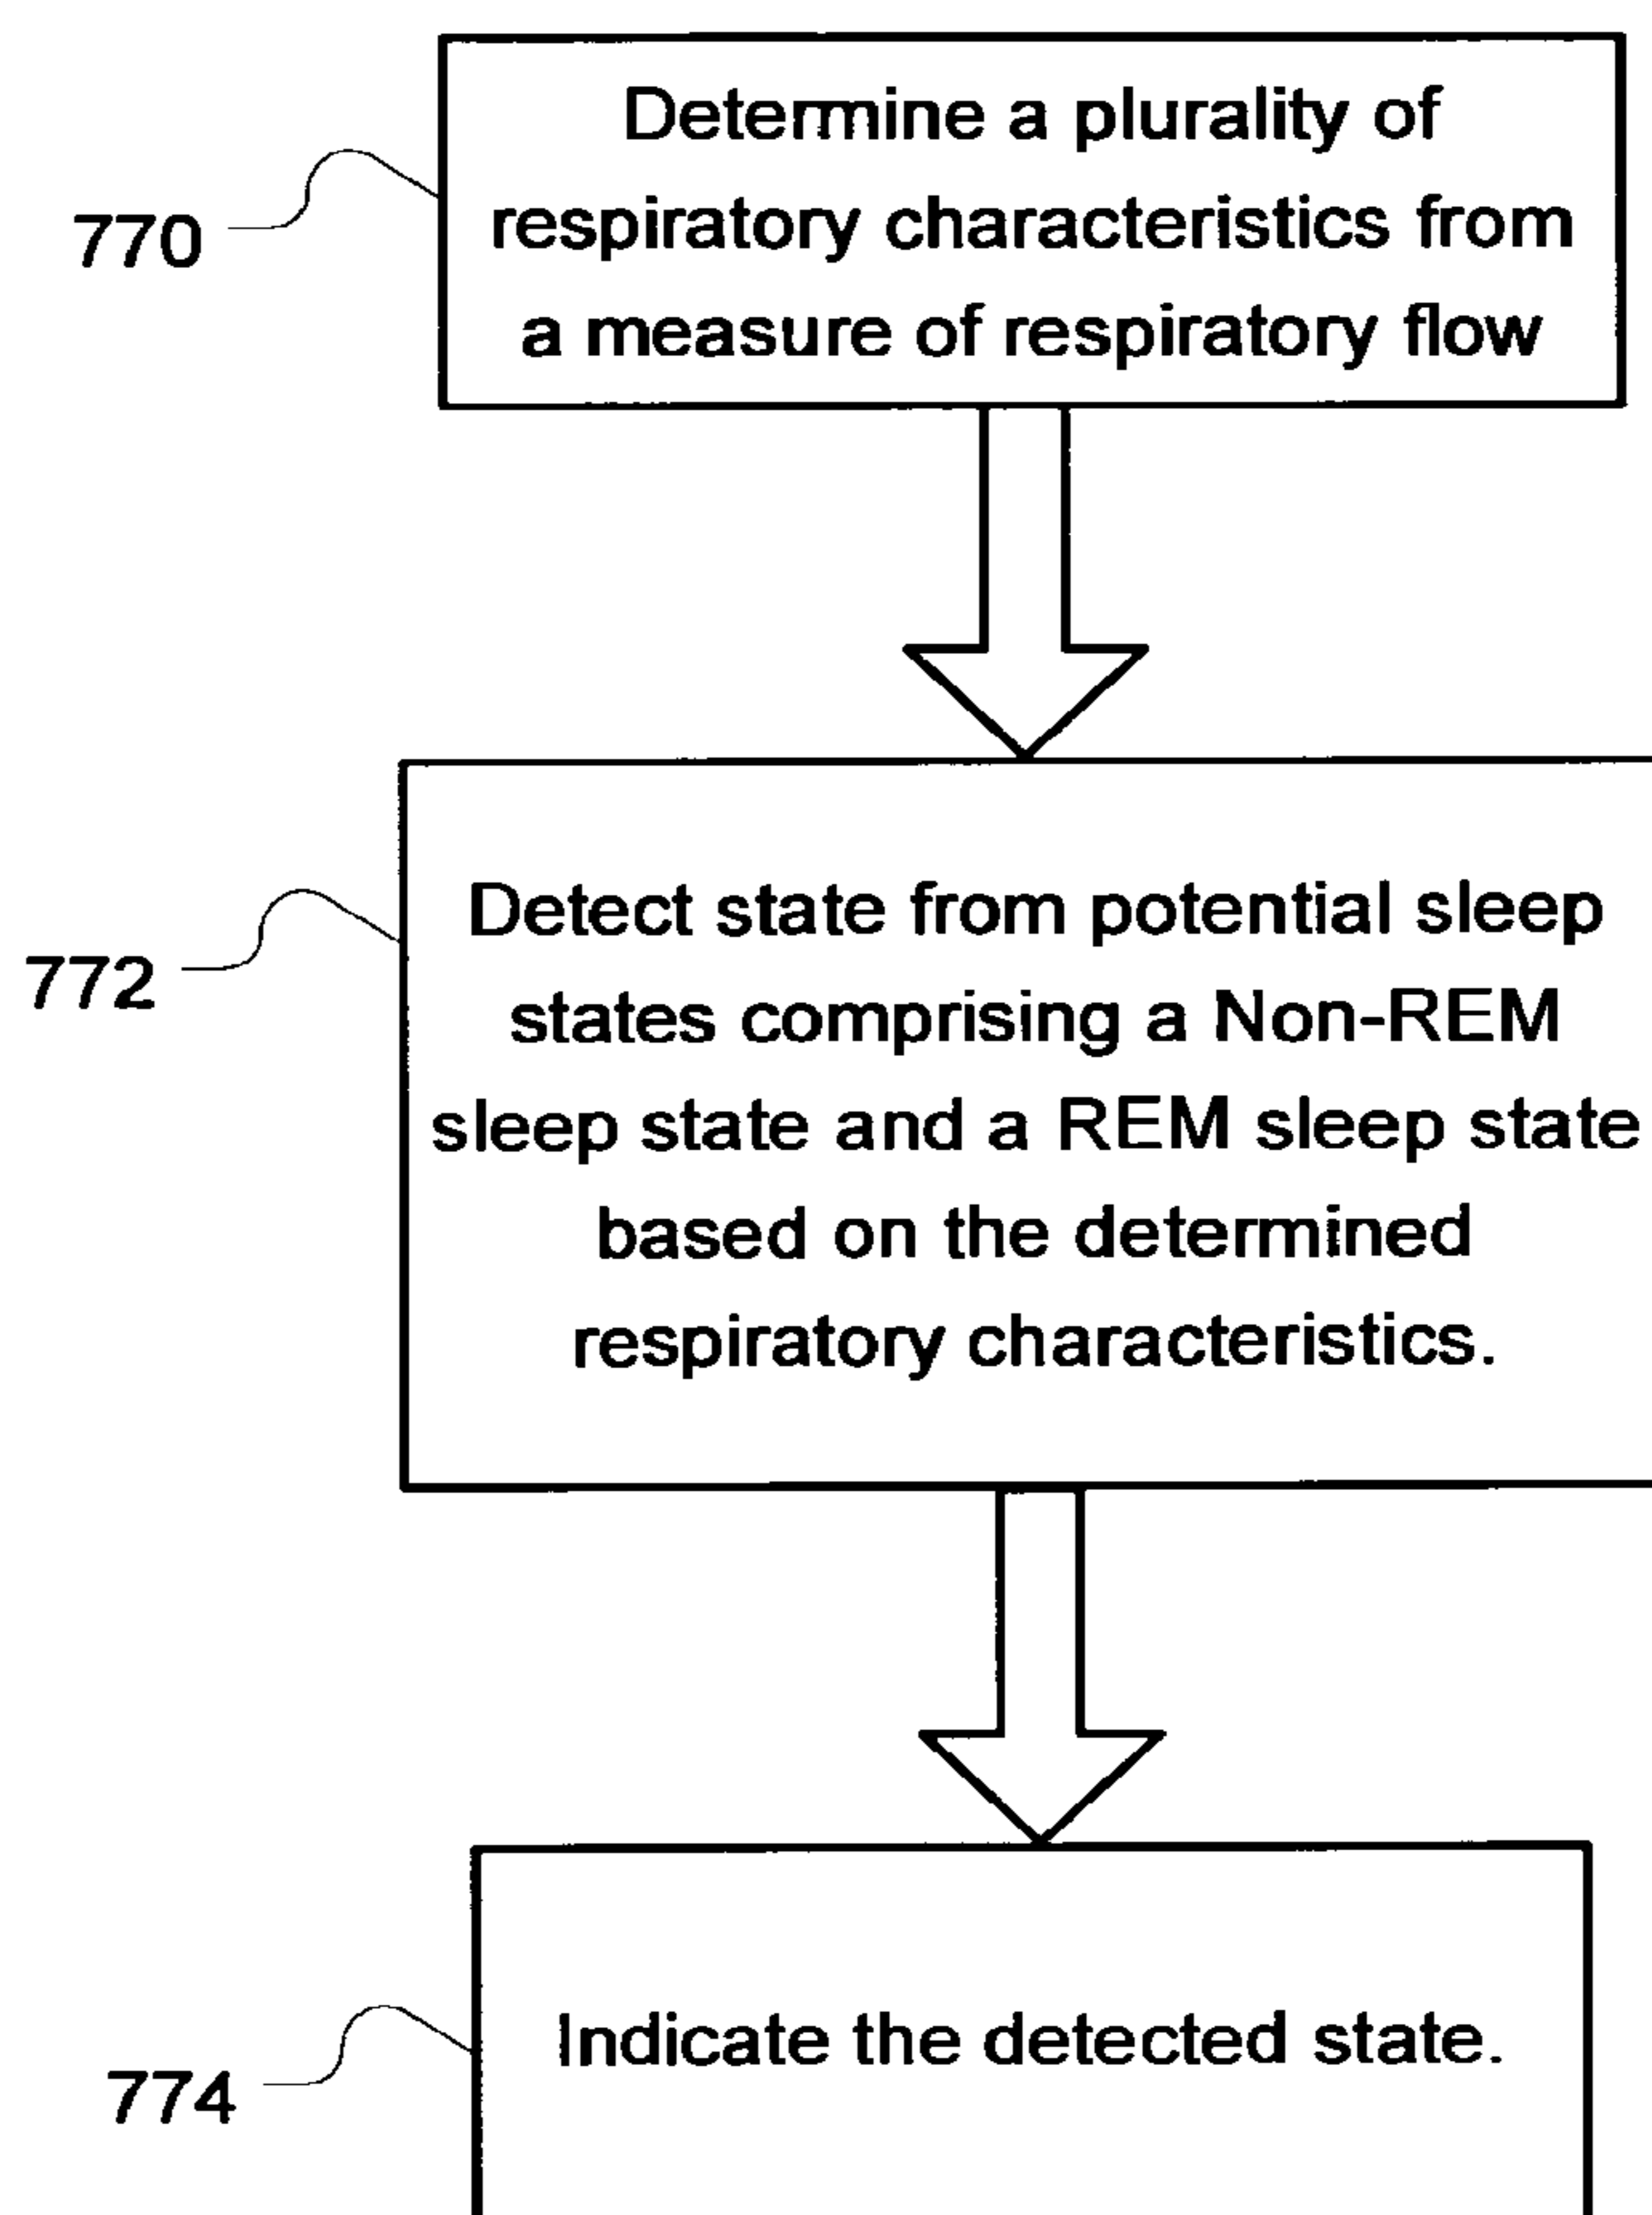 Determine a plurality of
respiratory characteristics from
a measure of respiratory flow
770
Detect state from potential sleep
states comprising a Non-REM
sleep state and a REM sleep state
based on the determined
respiratory characteristics.
772
Indicate the detected state.
774